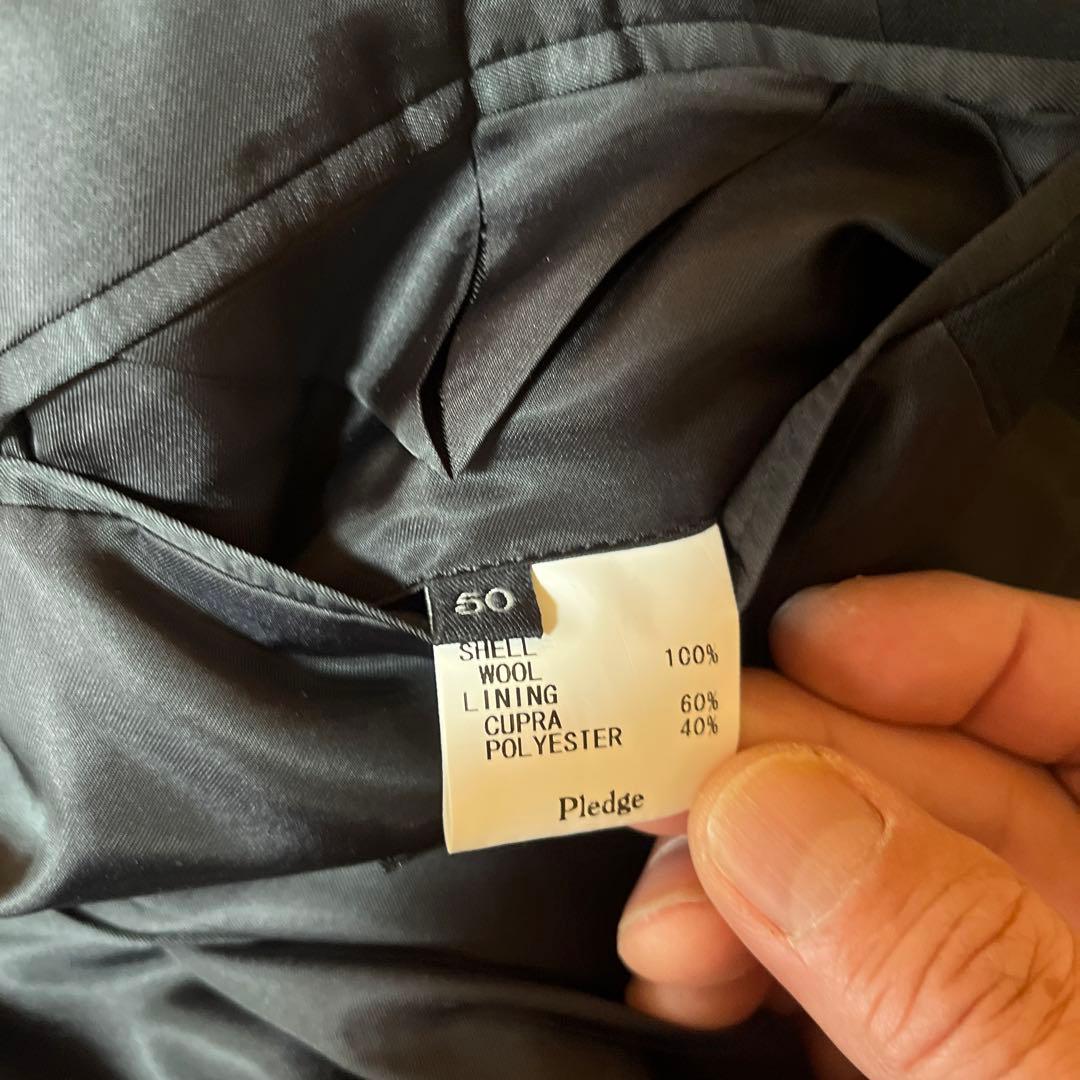 50
SHELL
WOOL 100%
LINING
CUPRA 60%
POLYESTER 40%
Pledge